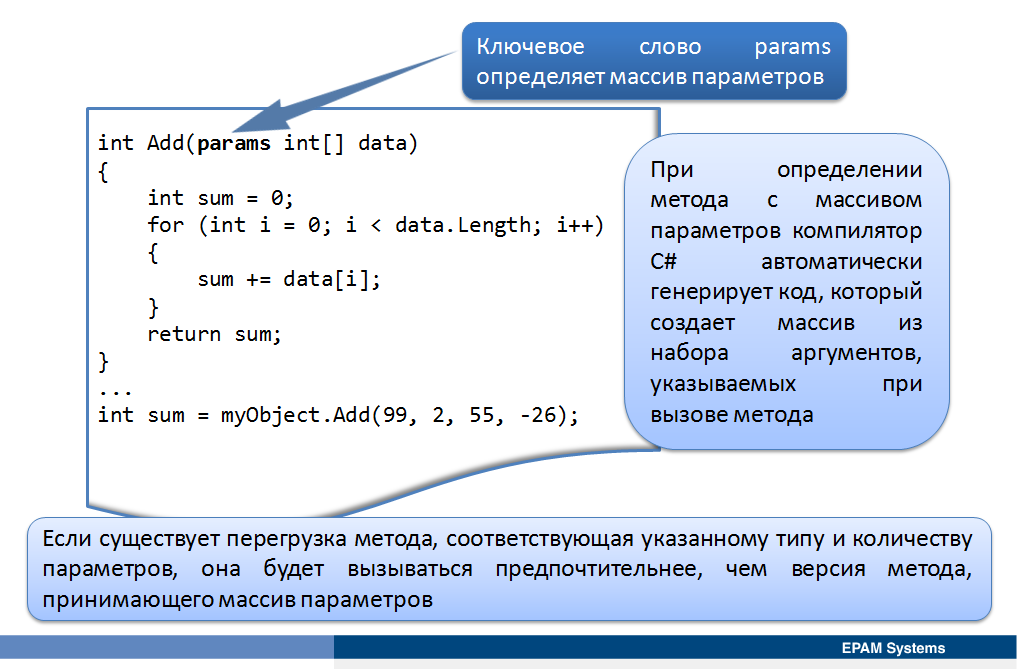 Ключевое слово params
определяет массив параметров
int Add(params int[] data)
{
int sum = 0;
for (int i = 0; i < data.Length; i++)
{
sum += data[i];
}
return sum;
}
...
int sum = myObject.Add(99, 2, 55, -26);
При определении
метода с массивом
параметров компилятор
C# автоматически
генерирует код, который
создает массив из
набора аргументов,
указываемых при
вызове метода
Если существует перегрузка метода, соответствующая указанному типу и количеству
параметров, она будет вызываться предпочтительнее, чем версия метода,
принимающего массив параметров
EPAM Systems